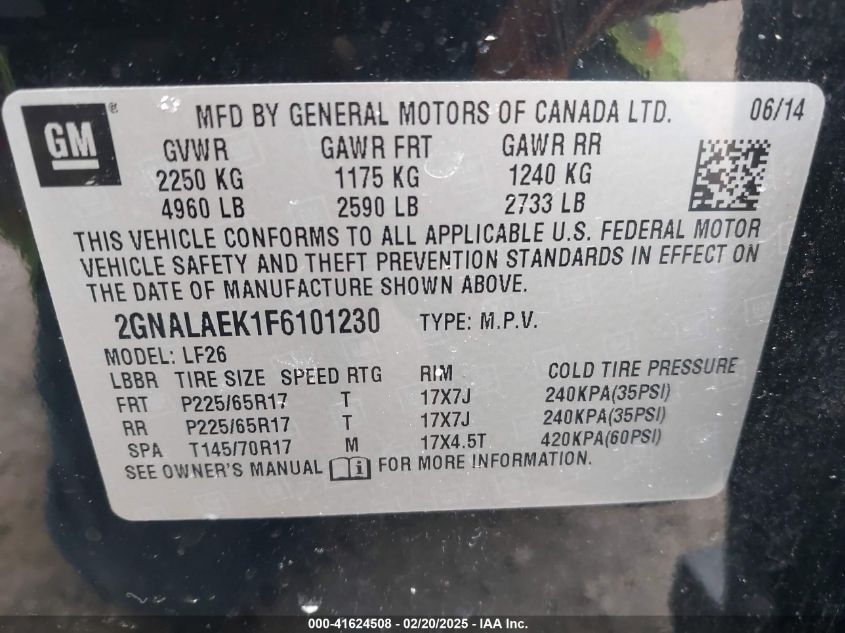 GM ® MFD BY GENERAL MOTORS OF CANADA LTD. 06/14
GVWR GAWR FRT GAWR RR
2250 KG 1175 KG 1240 KG
4960 LB 2590 LB 2733 LB
THIS VEHICLE CONFORMS TO ALL APPLICABLE U.S. FEDERAL MOTOR
VEHICLE SAFETY AND THEFT PREVENTION STANDARDS IN EFFECT ON
THE DATE OF MANUFACTURE SHOWN ABOVE.
2GNALAEK1F6101230 TYPE: M.P.V.
MODEL: LF26
LBBR TIRE SIZE SPEED RTG RIM COLD TIRE PRESSURE
FRT P225/65R17 T 17X7J 240KPA(35PSI)
RR P225/65R17 T 17X7J 240KPA(35PSI)
SPA T145/70R17 M 17X4.5T 420KPA(60PSI)
SEE OWNER'S MANUAL i FOR MORE INFORMATION.
000-41624508 - 02/20/2025 - IAA Inc.